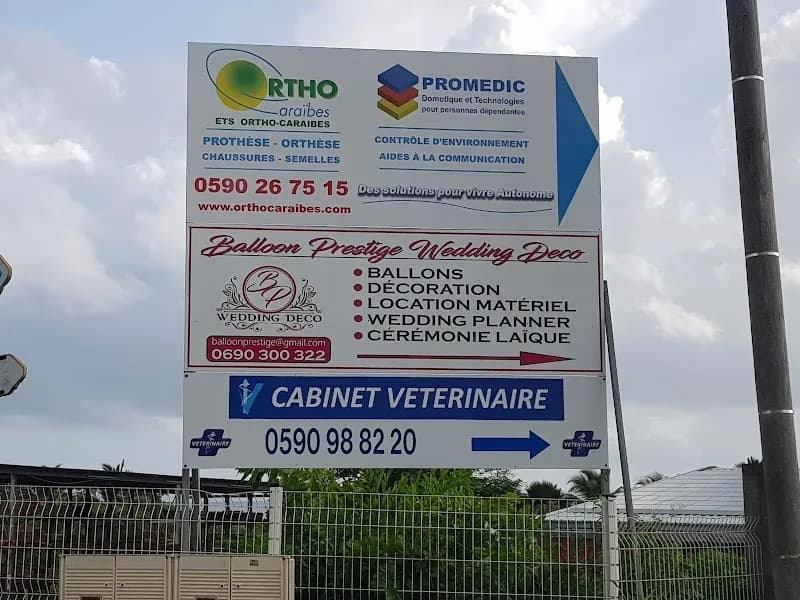 ORTHO
Caraïbes
ETS ORTHO-CARAIBES
PROTHÈSE - ORTHÈSE
CHAUSSURES - SEMELLES
0590 26 75 15
www.orthocaraibes.com
PROMEDIC
Domotique et Technologies
pour personnes dépendantes
CONTRÔLE D'ENVIRONNEMENT
AIDES À LA COMMUNICATION
Des solutions pour vivre Autonome
Balloon Prestige Wedding Deco
BP
WEDDING DECO
balloonprestige@gmail.com
0690 300 322
• BALLONS
• DÉCORATION
• LOCATION MATÉRIEL
• WEDDING PLANNER
• CÉRÉMONIE LAÏQUE
V CABINET VETERINAIRE
VETERINAIRE
0590 98 82 20
VETERINAIRE